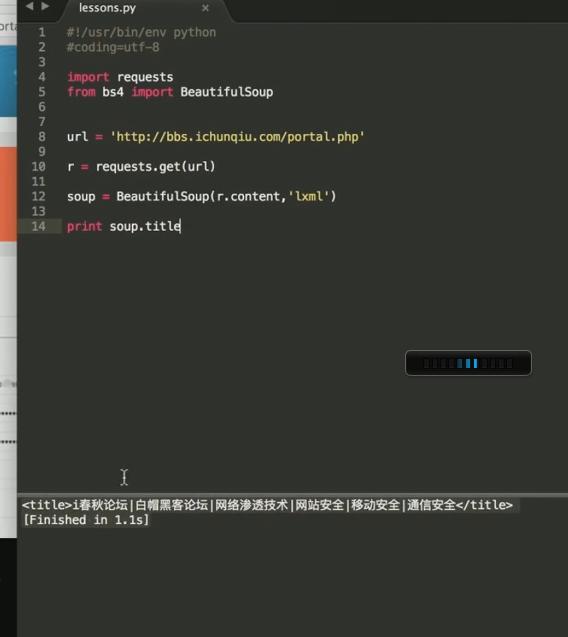 lessons.py
1 #!/usr/bin/env python
2 #coding=utf-8
3
4 import requests
5 from bs4 import BeautifulSoup
6
7
8 url = 'http://bbs.ichunqiu.com/portal.php'
9
10 r = requests.get(url)
11
12 soup = BeautifulSoup(r.content,'lxml')
13
14 print soup.title
<title>i春秋论坛|白帽黑客论坛|网络渗透技术|网站安全|移动安全|通信安全</title>
[Finished in 1.1s]